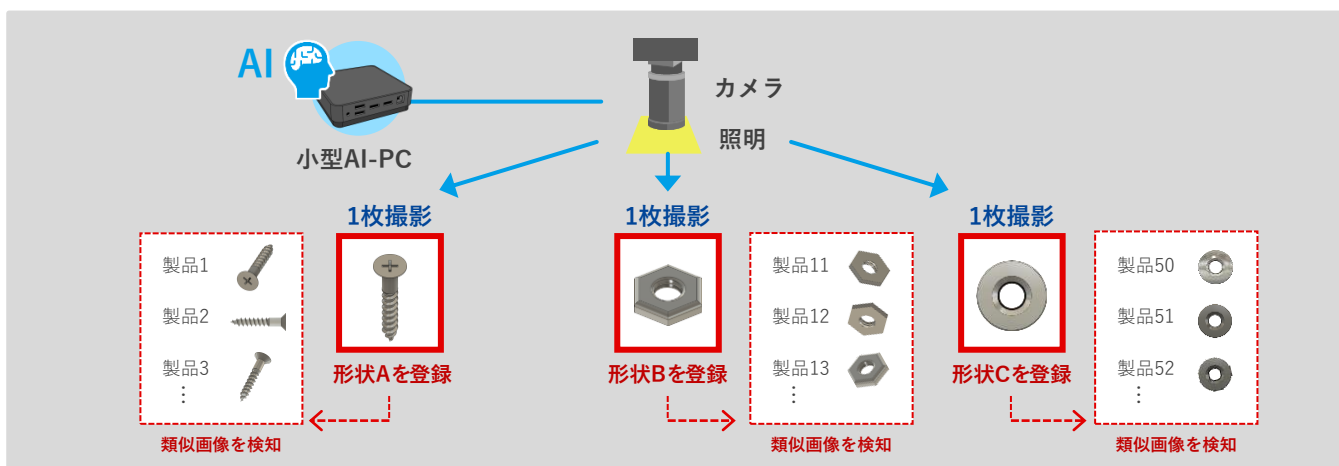 AI
小型AI-PC
カメラ
照明
1枚撮影
形状Aを登録
製品1
製品2
製品3
⋮
類似画像を検知
1枚撮影
形状Bを登録
製品11
製品12
製品13
⋮
類似画像を検知
1枚撮影
形状Cを登録
製品50
製品51
製品52
⋮
類似画像を検知